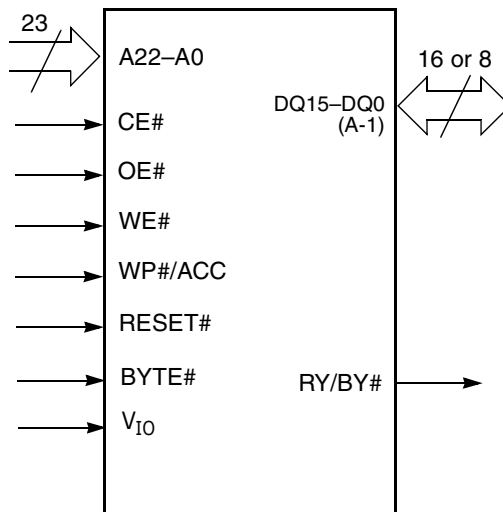 23
A22–A0
16 or 8
DQ15–DQ0
(A-1)
CE#
OE#
WE#
WP#/ACC
RESET#
BYTE#
RY/BY#
VIO